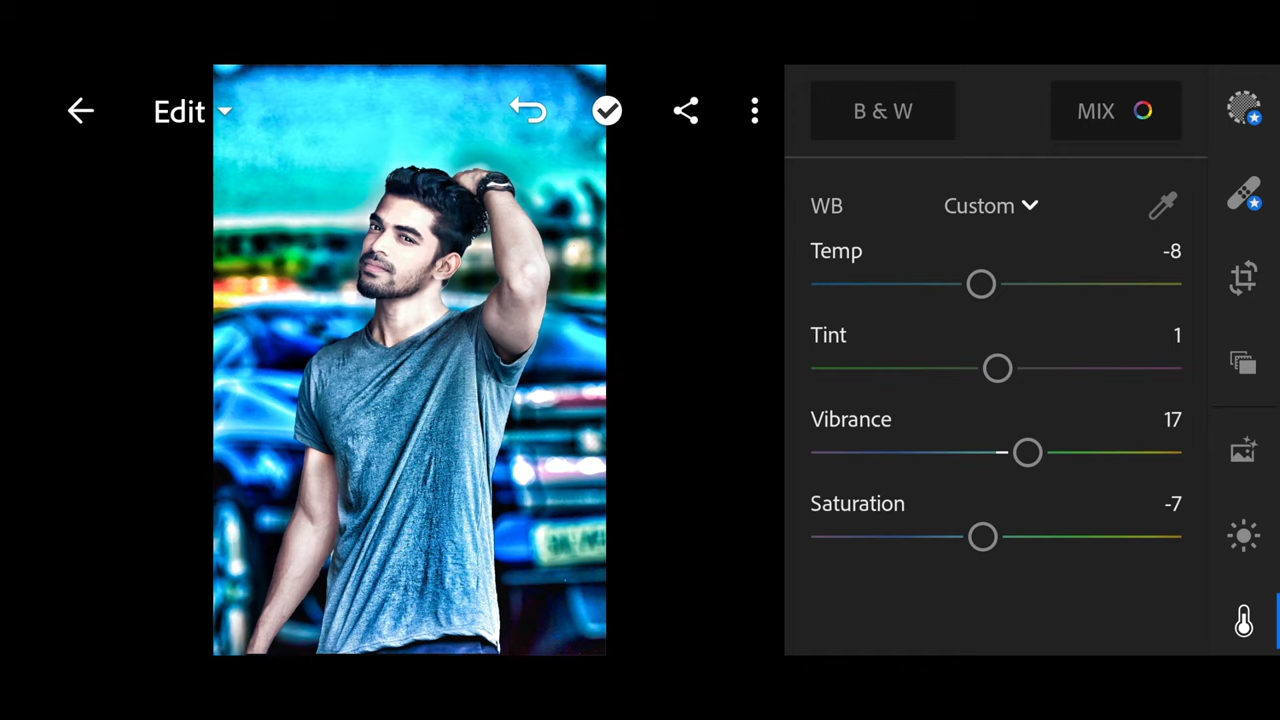 Edit
B & W
MIX
WB
Custom
Temp
-8
Tint
1
Vibrance
17
Saturation
-7